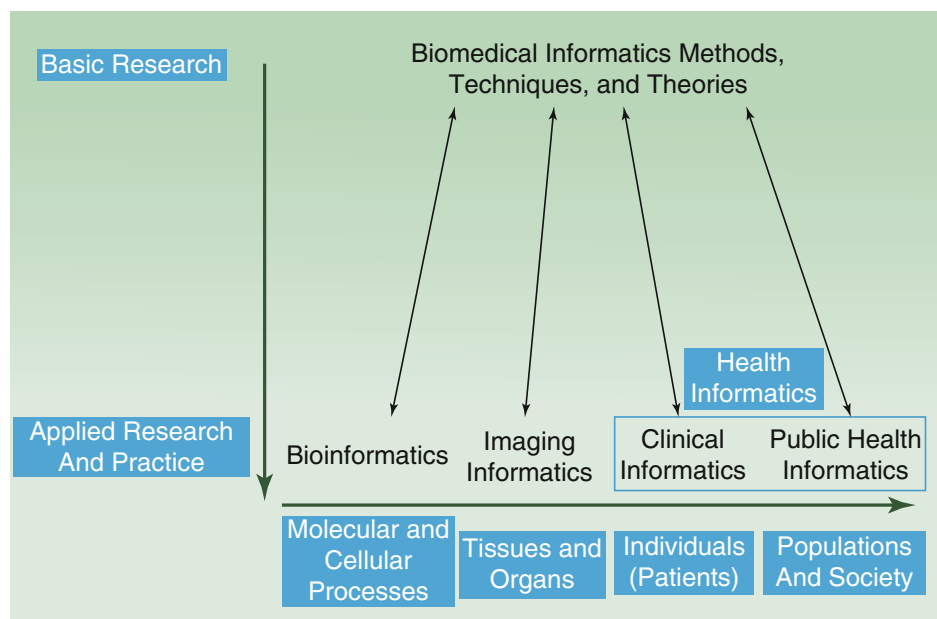 Basic Research
Biomedical Informatics Methods,
Techniques, and Theories
Health
Informatics
Applied Research
And Practice
Bioinformatics
Imaging
Informatics
Clinical
Informatics
Public Health
Informatics
Molecular and
Cellular
Processes
Tissues and
Organs
Individuals
(Patients)
Populations
And Society